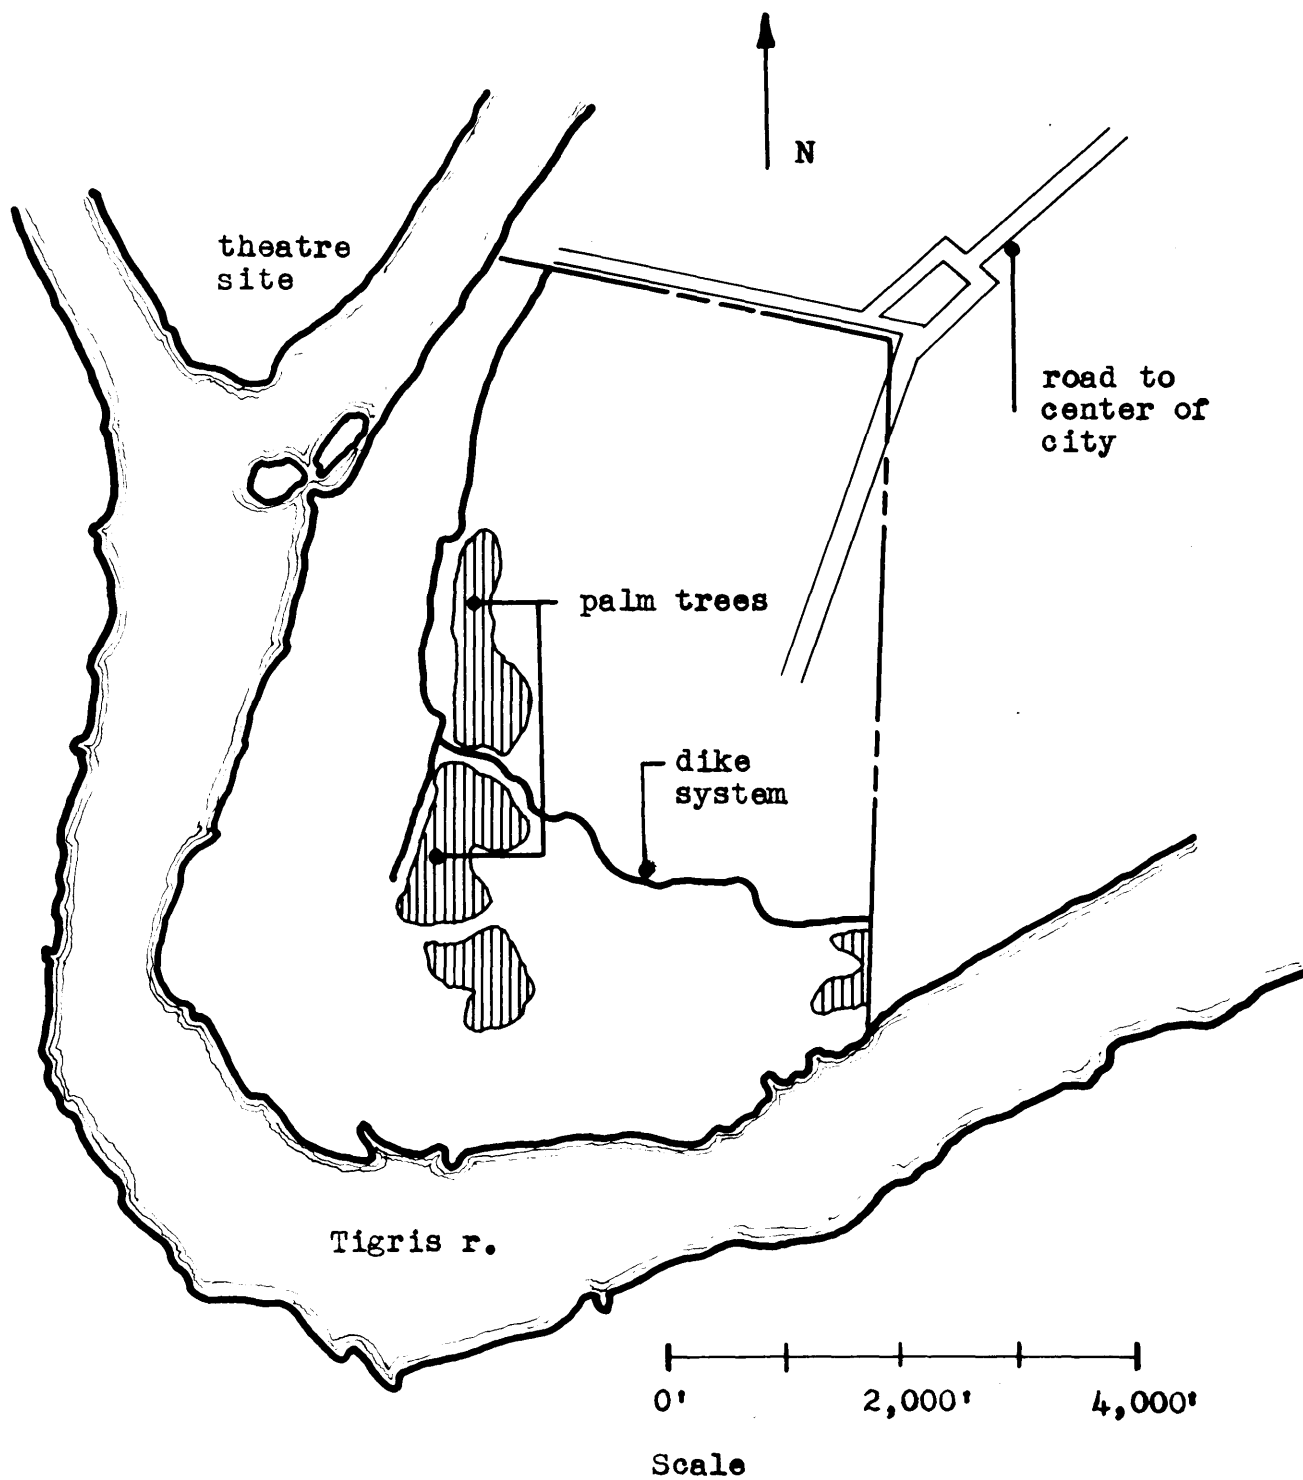 N
theatre
site
road to
center of
city
palm trees
dike
system
Tigris r.
0' 2,000' 4,000'
Scale